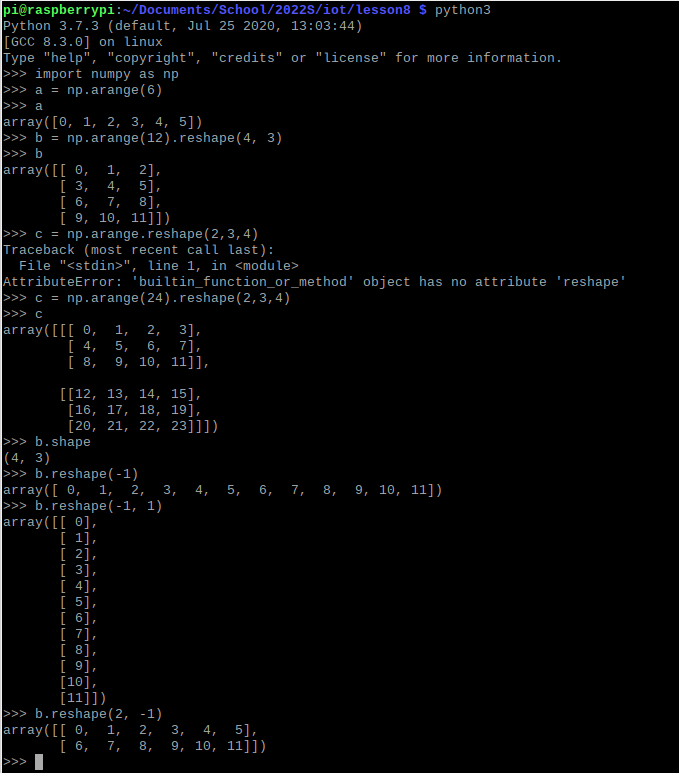 pi@raspberrypi:~/Documents/School/2022S/iot/lesson8 $ python3
Python 3.7.3 (default, Jul 25 2020, 13:03:44)
[GCC 8.3.0] on linux
Type "help", "copyright", "credits" or "license" for more information.
>>> import numpy as np
>>> a = np.arange(6)
>>> a
array([0, 1, 2, 3, 4, 5])
>>> b = np.arange(12).reshape(4, 3)
>>> b
array([[ 0,  1,  2],
       [ 3,  4,  5],
       [ 6,  7,  8],
       [ 9, 10, 11]])
>>> c = np.arange.reshape(2,3,4)
Traceback (most recent call last):
  File "<stdin>", line 1, in <module>
AttributeError: 'builtin_function_or_method' object has no attribute 'reshape'
>>> c = np.arange(24).reshape(2,3,4)
>>> c
array([[[ 0,  1,  2,  3],
        [ 4,  5,  6,  7],
        [ 8,  9, 10, 11]],

       [[12, 13, 14, 15],
        [16, 17, 18, 19],
        [20, 21, 22, 23]]])
>>> b.shape
(4, 3)
>>> b.reshape(-1)
array([ 0,  1,  2,  3,  4,  5,  6,  7,  8,  9, 10, 11])
>>> b.reshape(-1, 1)
array([[ 0],
       [ 1],
       [ 2],
       [ 3],
       [ 4],
       [ 5],
       [ 6],
       [ 7],
       [ 8],
       [ 9],
       [10],
       [11]])
>>> b.reshape(2, -1)
array([[ 0,  1,  2,  3,  4,  5],
       [ 6,  7,  8,  9, 10, 11]])
>>>